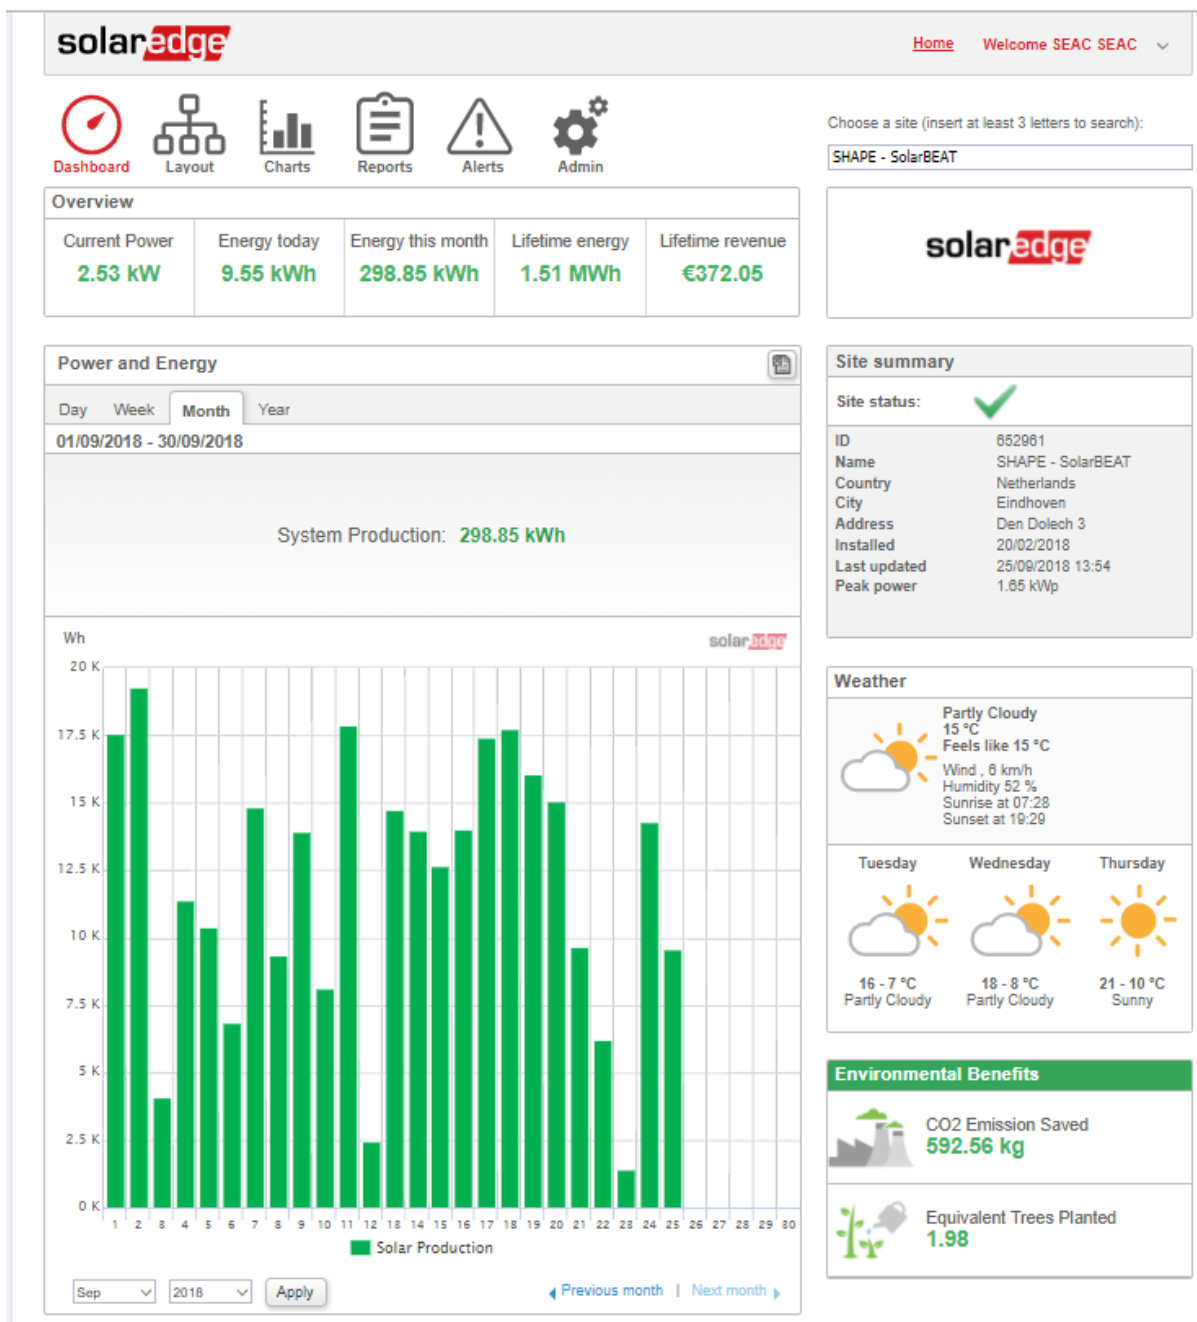 solaredge
Home Welcome SEAC SEAC
Dashboard Layout Charts Reports Alerts Admin
Choose a site (insert at least 3 letters to search):
SHAPE - SolarBEAT
Overview
Current Power Energy today Energy this month Lifetime energy Lifetime revenue
2.53 kW 9.55 kWh 298.85 kWh 1.51 MWh €372.05
solaredge
Power and Energy
Day Week Month Year
01/09/2018 - 30/09/2018
System Production: 298.85 kWh
Wh
solaredge
20 K
17.5 K
15 K
12.5 K
10 K
7.5 K
5 K
2.5 K
0 K
1 2 3 4 5 6 7 8 9 10 11 12 13 14 15 16 17 18 19 20 21 22 23 24 25 26 27 28 29 30
Solar Production
Sep 2018 Apply Previous month | Next month
Site summary
Site status:
ID 652961
Name SHAPE - SolarBEAT
Country Netherlands
City Eindhoven
Address Den Dolech 3
Installed 20/02/2018
Last updated 25/09/2018 13:54
Peak power 1.65 kWp
Weather
Partly Cloudy
15 °C
Feels like 15 °C
Wind , 6 km/h
Humidity 52 %
Sunrise at 07:28
Sunset at 19:29
Tuesday Wednesday Thursday
16 - 7 °C 18 - 8 °C 21 - 10 °C
Partly Cloudy Partly Cloudy Sunny
Environmental Benefits
CO2 Emission Saved
592.56 kg
Equivalent Trees Planted
1.98